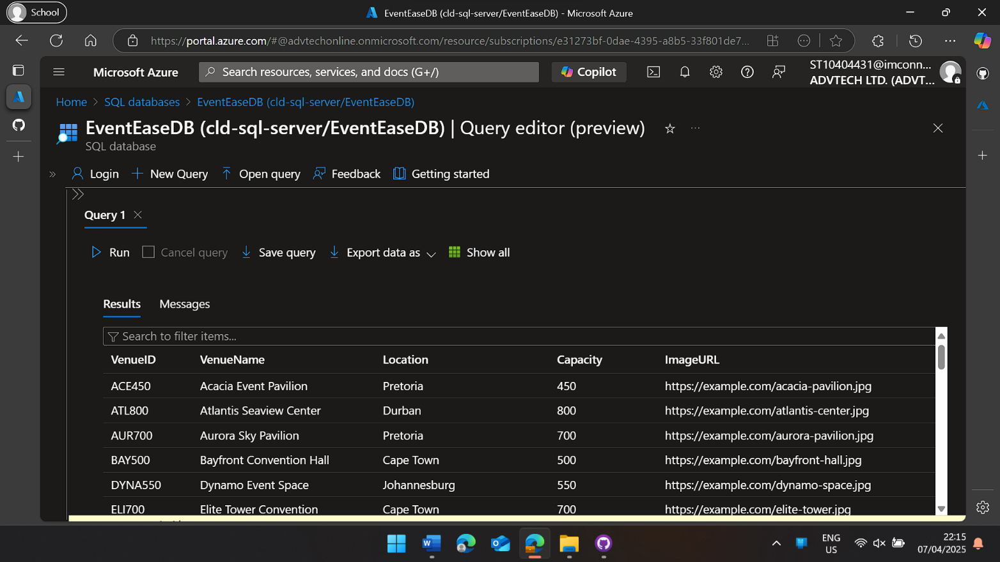 School
EventEaseDB (cld-sql-server/EventEaseDB) - Microsoft Azure
https://portal.azure.com/#@advtechonline.onmicrosoft.com/resource/subscriptions/e31273bf-0dae-4395-a8b5-33f801de7...
Microsoft Azure
Search resources, services, and docs (G+/)
Copilot
ST10404431@imconn...
ADVTECH LTD. (ADVT...
Home > SQL databases > EventEaseDB (cld-sql-server/EventEaseDB)
EventEaseDB (cld-sql-server/EventEaseDB) | Query editor (preview)
SQL database
Login New Query Open query Feedback Getting started
Query 1
Run Cancel query Save query Export data as Show all
Results Messages
Search to filter items...
VenueID VenueName Location Capacity ImageURL
ACE450 Acacia Event Pavilion Pretoria 450 https://example.com/acacia-pavilion.jpg
ATL800 Atlantis Seaview Center Durban 800 https://example.com/atlantis-center.jpg
AUR700 Aurora Sky Pavilion Pretoria 700 https://example.com/aurora-pavilion.jpg
BAY500 Bayfront Convention Hall Cape Town 500 https://example.com/bayfront-hall.jpg
DYNA550 Dynamo Event Space Johannesburg 550 https://example.com/dynamo-space.jpg
ELI700 Elite Tower Convention Cape Town 700 https://example.com/elite-tower.jpg
ENG
US
22:15
07/04/2025